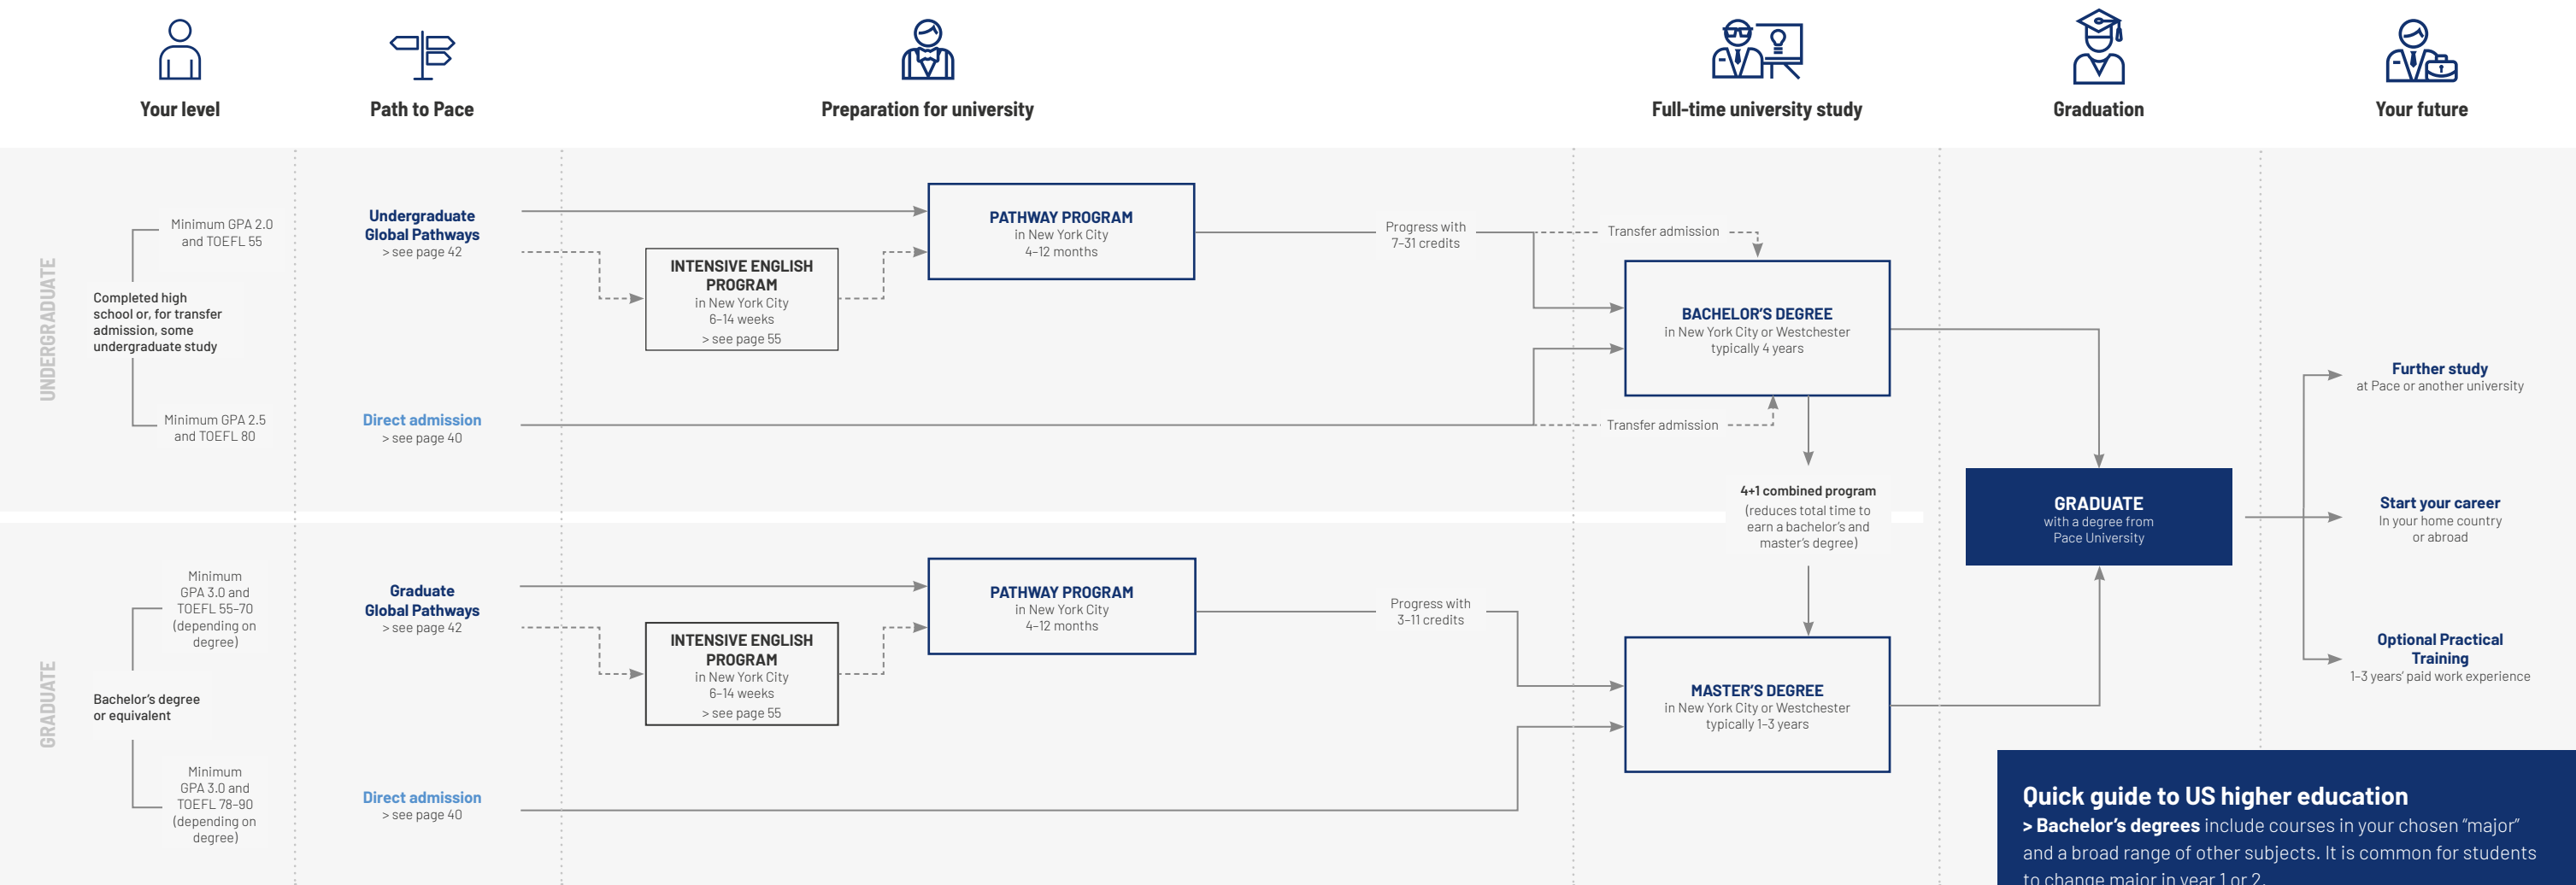 Your level
Path to Pace
Preparation for university
Full-time university study
Graduation
Your future
UNDERGRADUATE
Minimum GPA 2.0
and TOEFL 55
Completed high
school or, for transfer
admission, some
undergraduate study
Minimum GPA 2.5
and TOEFL 80
Undergraduate
Global Pathways
> see page 42
Direct admission
> see page 40
INTENSIVE ENGLISH
PROGRAM
in New York City
6–14 weeks
> see page 55
PATHWAY PROGRAM
in New York City
4–12 months
Progress with
7–31 credits
Transfer admission
BACHELOR’S DEGREE
in New York City or Westchester
typically 4 years
Transfer admission
4+1 combined program
(reduces total time to
earn a bachelor’s and
master’s degree)
GRADUATE
Minimum
GPA 3.0 and
TOEFL 55–70
(depending on
degree)
Bachelor’s degree
or equivalent
Minimum
GPA 3.0 and
TOEFL 78–90
(depending on
degree)
Graduate
Global Pathways
> see page 42
Direct admission
> see page 40
INTENSIVE ENGLISH
PROGRAM
in New York City
6–14 weeks
> see page 55
PATHWAY PROGRAM
in New York City
4–12 months
Progress with
3–11 credits
MASTER’S DEGREE
in New York City or Westchester
typically 1–3 years
GRADUATE
with a degree from
Pace University
Further study
at Pace or another university
Start your career
In your home country
or abroad
Optional Practical
Training
1–3 years’ paid work experience
Quick guide to US higher education
> Bachelor’s degrees include courses in your chosen “major”
and a broad range of other subjects. It is common for students
to change major in year 1 or 2.